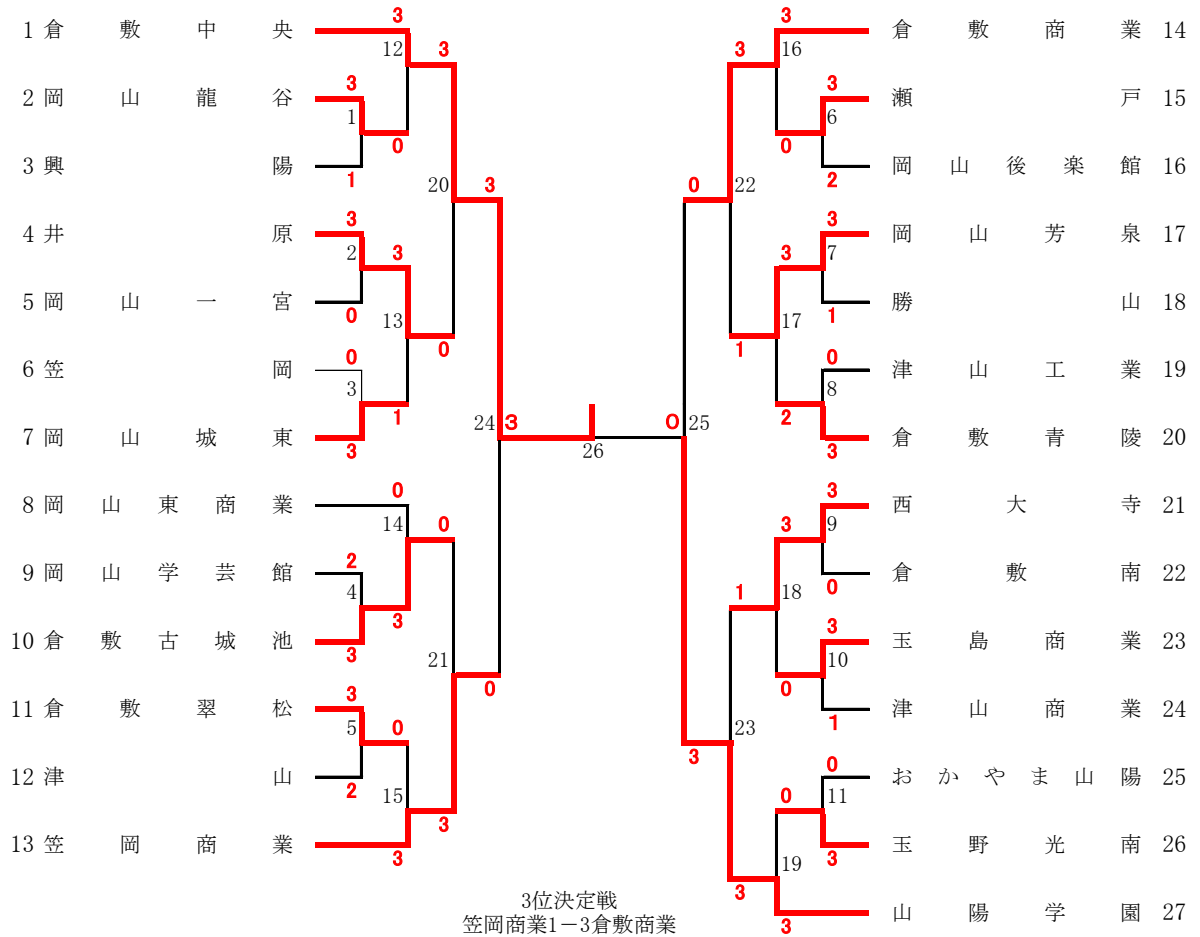 3 3
1 倉敷中央 倉敷商業 14
12 3 3 16
2 岡山龍谷 3 3 瀬戸 15
1 6
0 0
3 興陽 1 2 岡山後楽館 16
20 3 0 22
4 井原 3 3 3 3 岡山芳泉 17
2 7
5 岡山一宮 0 1 勝山 18
13 0 1 17
6 笠岡 0 0 津山工業 19
3 8
1 2
7 岡山城東 3 3 倉敷青陵 20
24 3 0 25
26
8 岡山東商業 0 3 西大寺 21
14 0 3 9
9 岡山学芸館 2 0 倉敷南 22
4 1 18
10 倉敷古城池 3 3 3 玉島商業 23
21 10
11 倉敷翠松 3 0 0 1 津山商業 24
5 0 23
12 津山 2 3 0 おかやま山陽 25
15 3 0 11
13 笠岡商業 3 3 玉野光南 26
19
3位決定戦 3
笠岡商業1－3倉敷商業 3 山陽学園 27